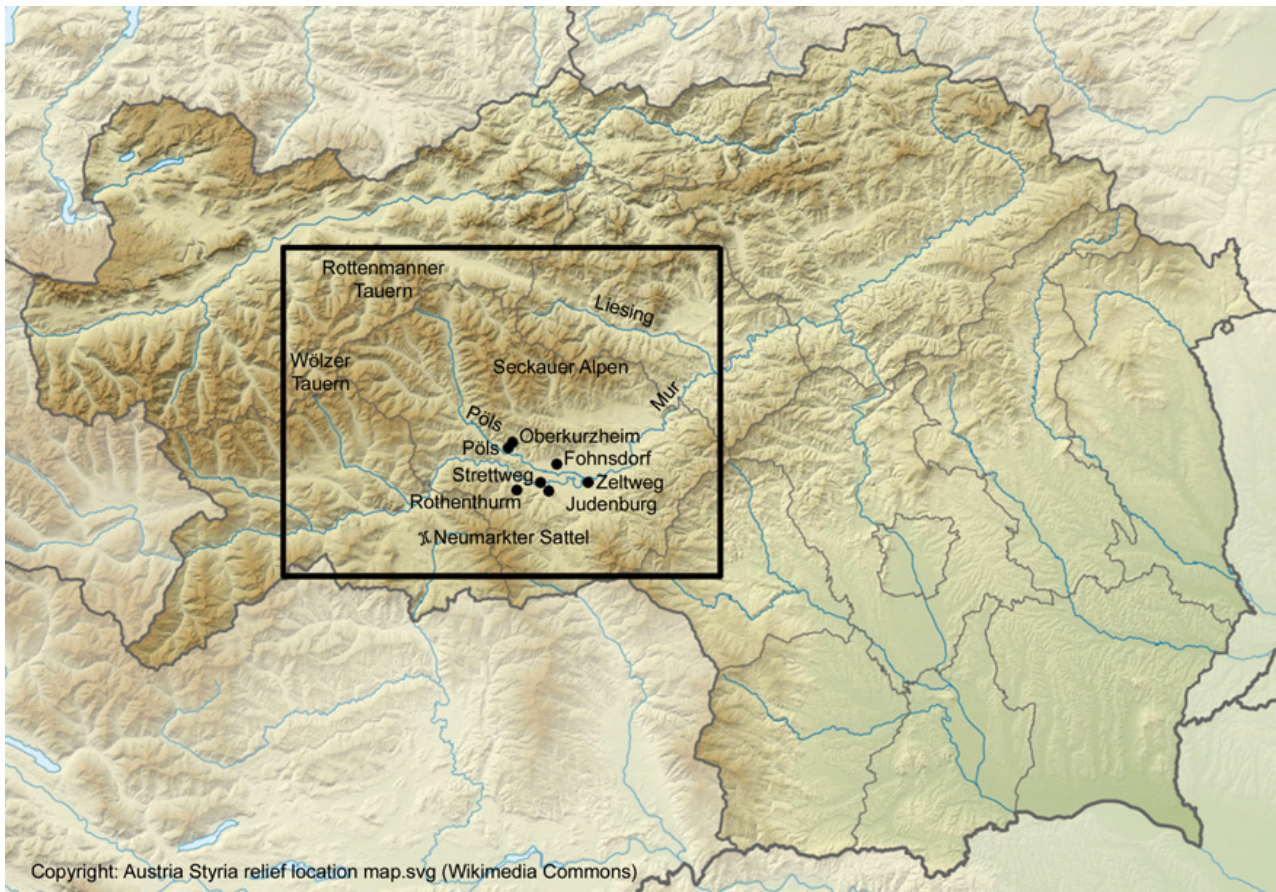 Rottenmanner
Tauern
Liesing
Wölzer
Tauern
Seckauer Alpen
Mur
Pöls
Oberkurzheim
Pöls
Fohnsdorf
Strettweg
Zeltweg
Rothenthurm
Judenburg
Neumarkter Sattel
Copyright: Austria Styria relief location map.svg (Wikimedia Commons)